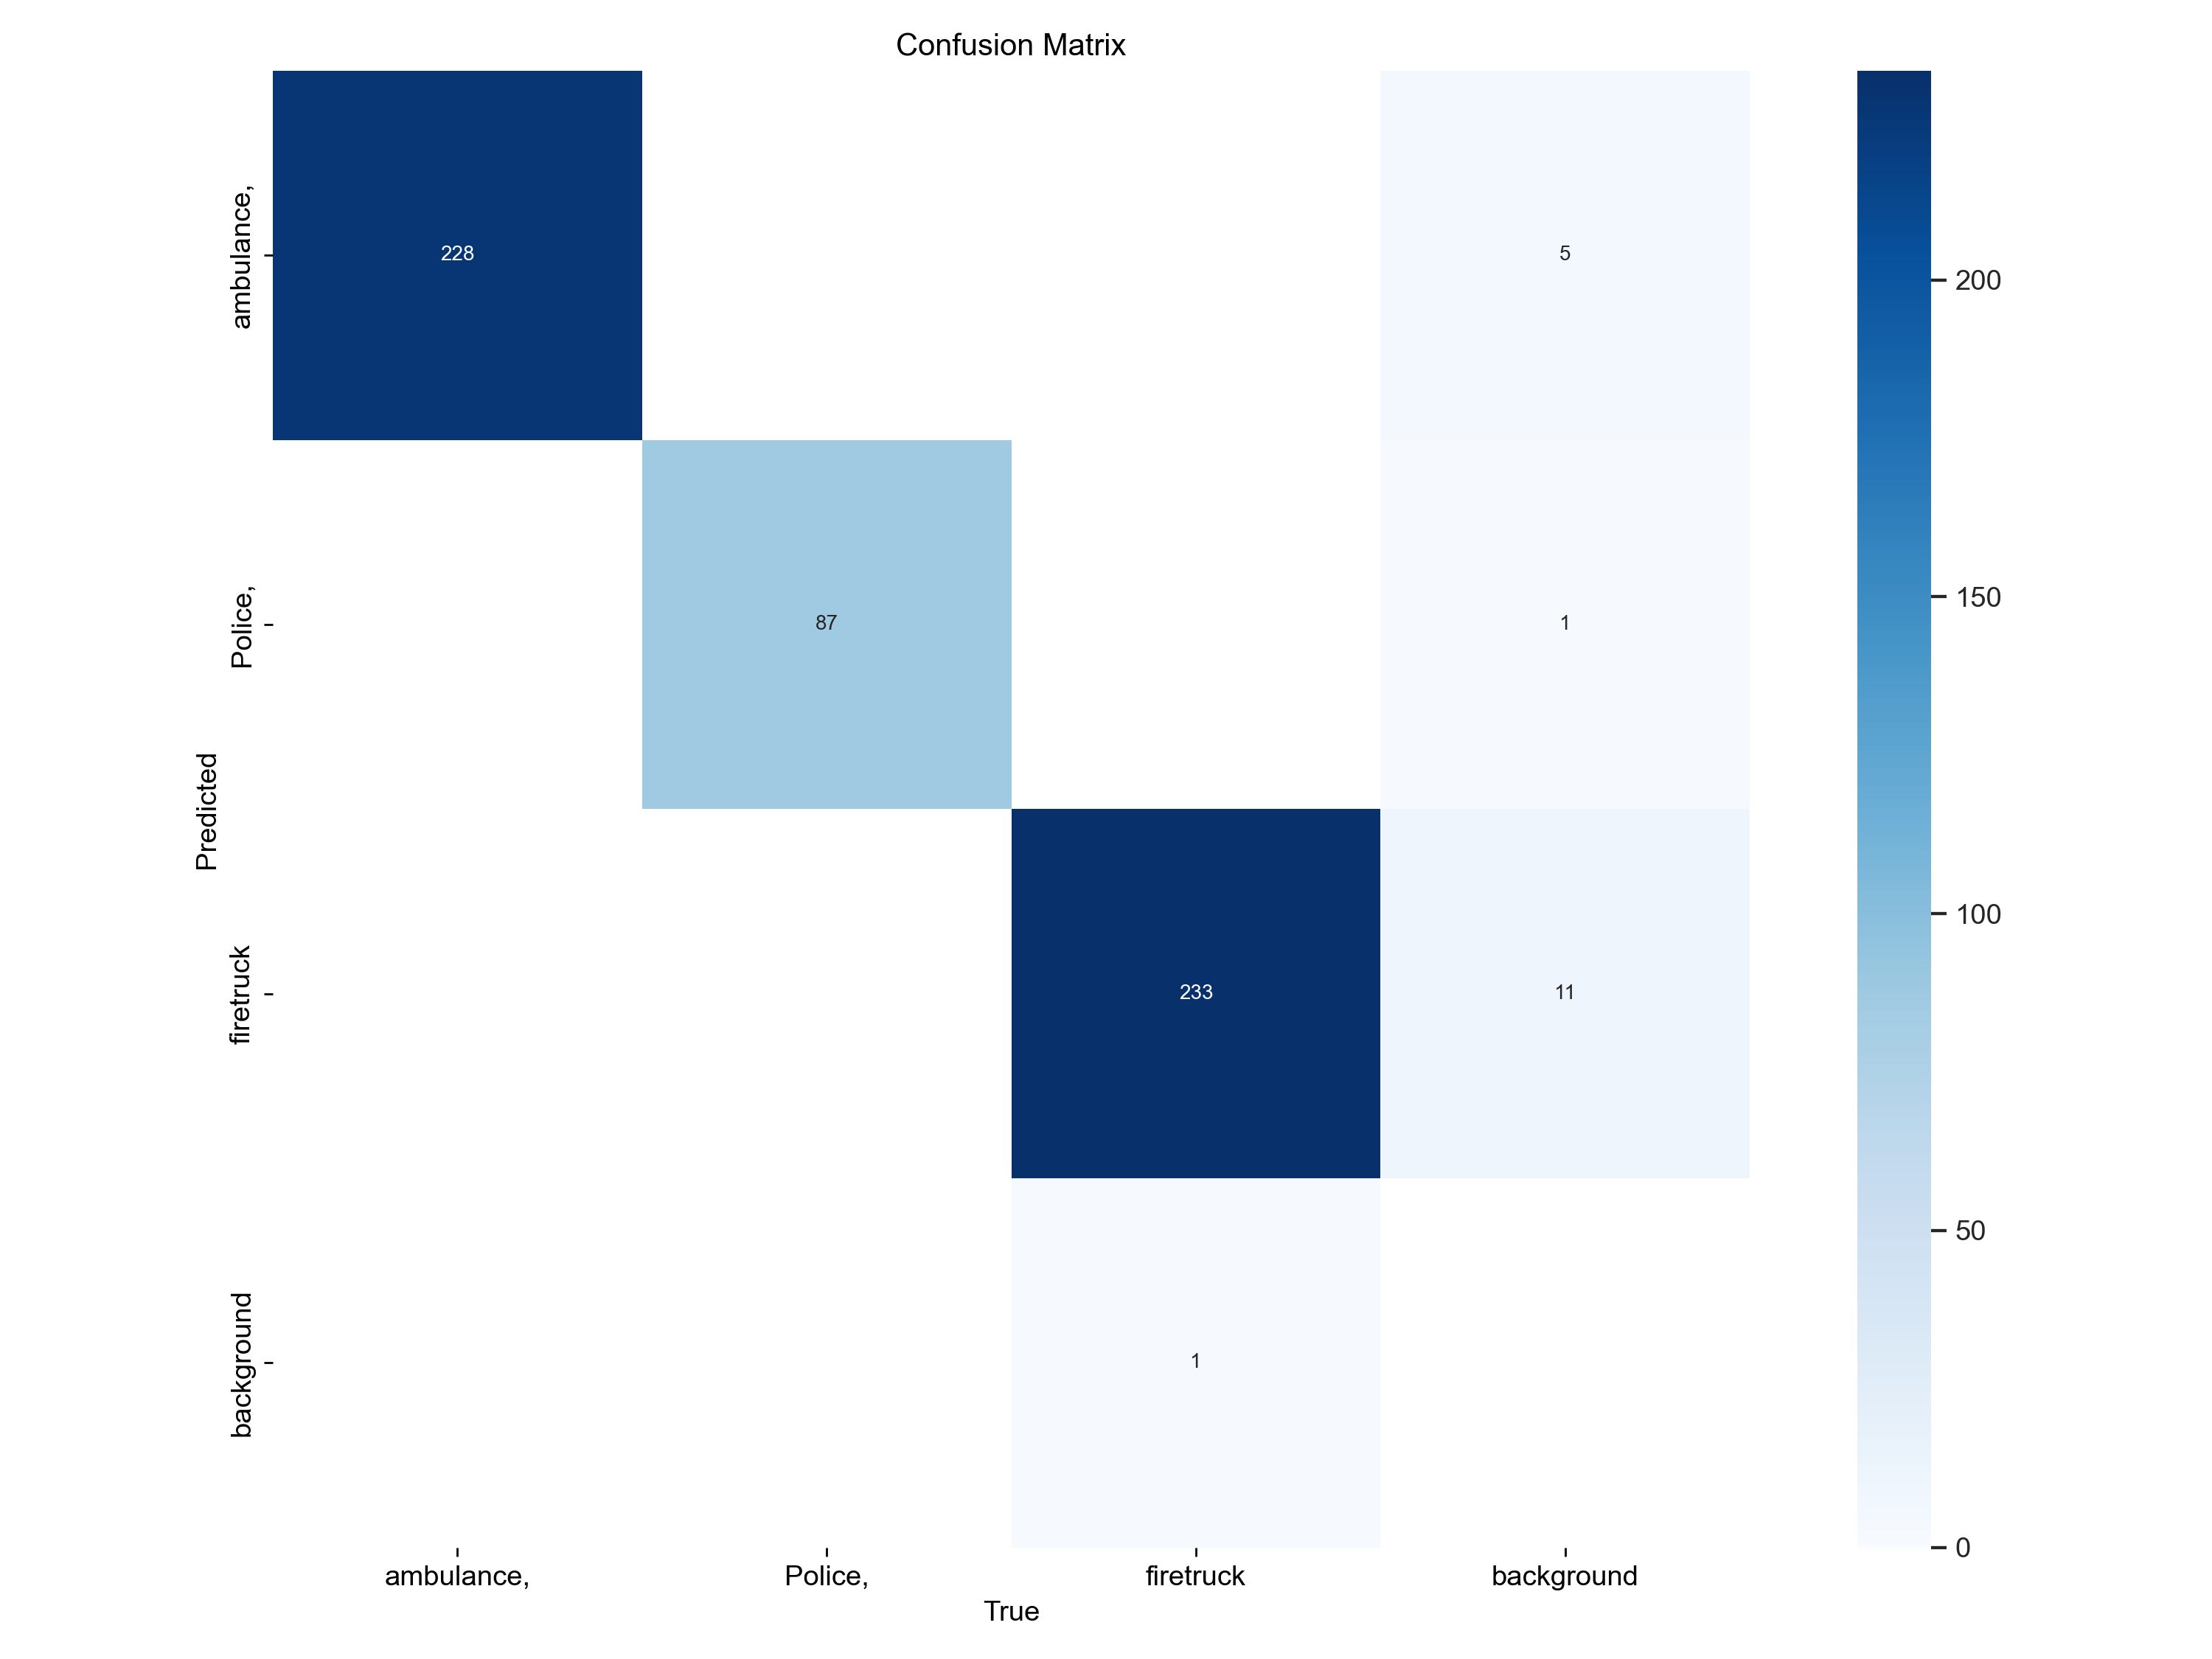 Confusion Matrix
ambulance,
228
5
200
Police,
87
1
150
Predicted
firetruck
233
11
100
background
1
50
0
ambulance,
Police,
firetruck
background
True